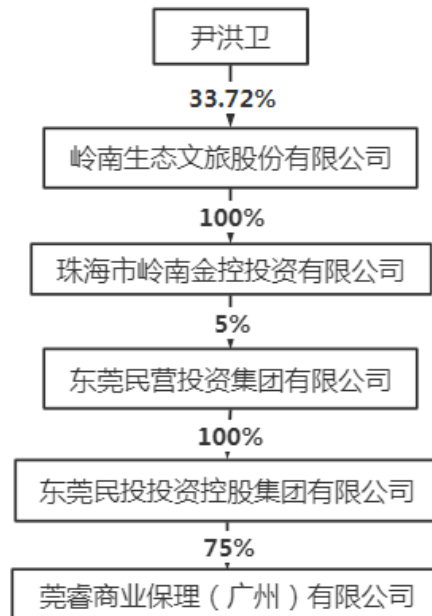 尹洪卫
33.72%
岭南生态文旅股份有限公司
100%
珠海市岭南金控投资有限公司
5%
东莞民营投资集团有限公司
100%
东莞民投投资控股集团有限公司
75%
莞睿商业保理（广州）有限公司